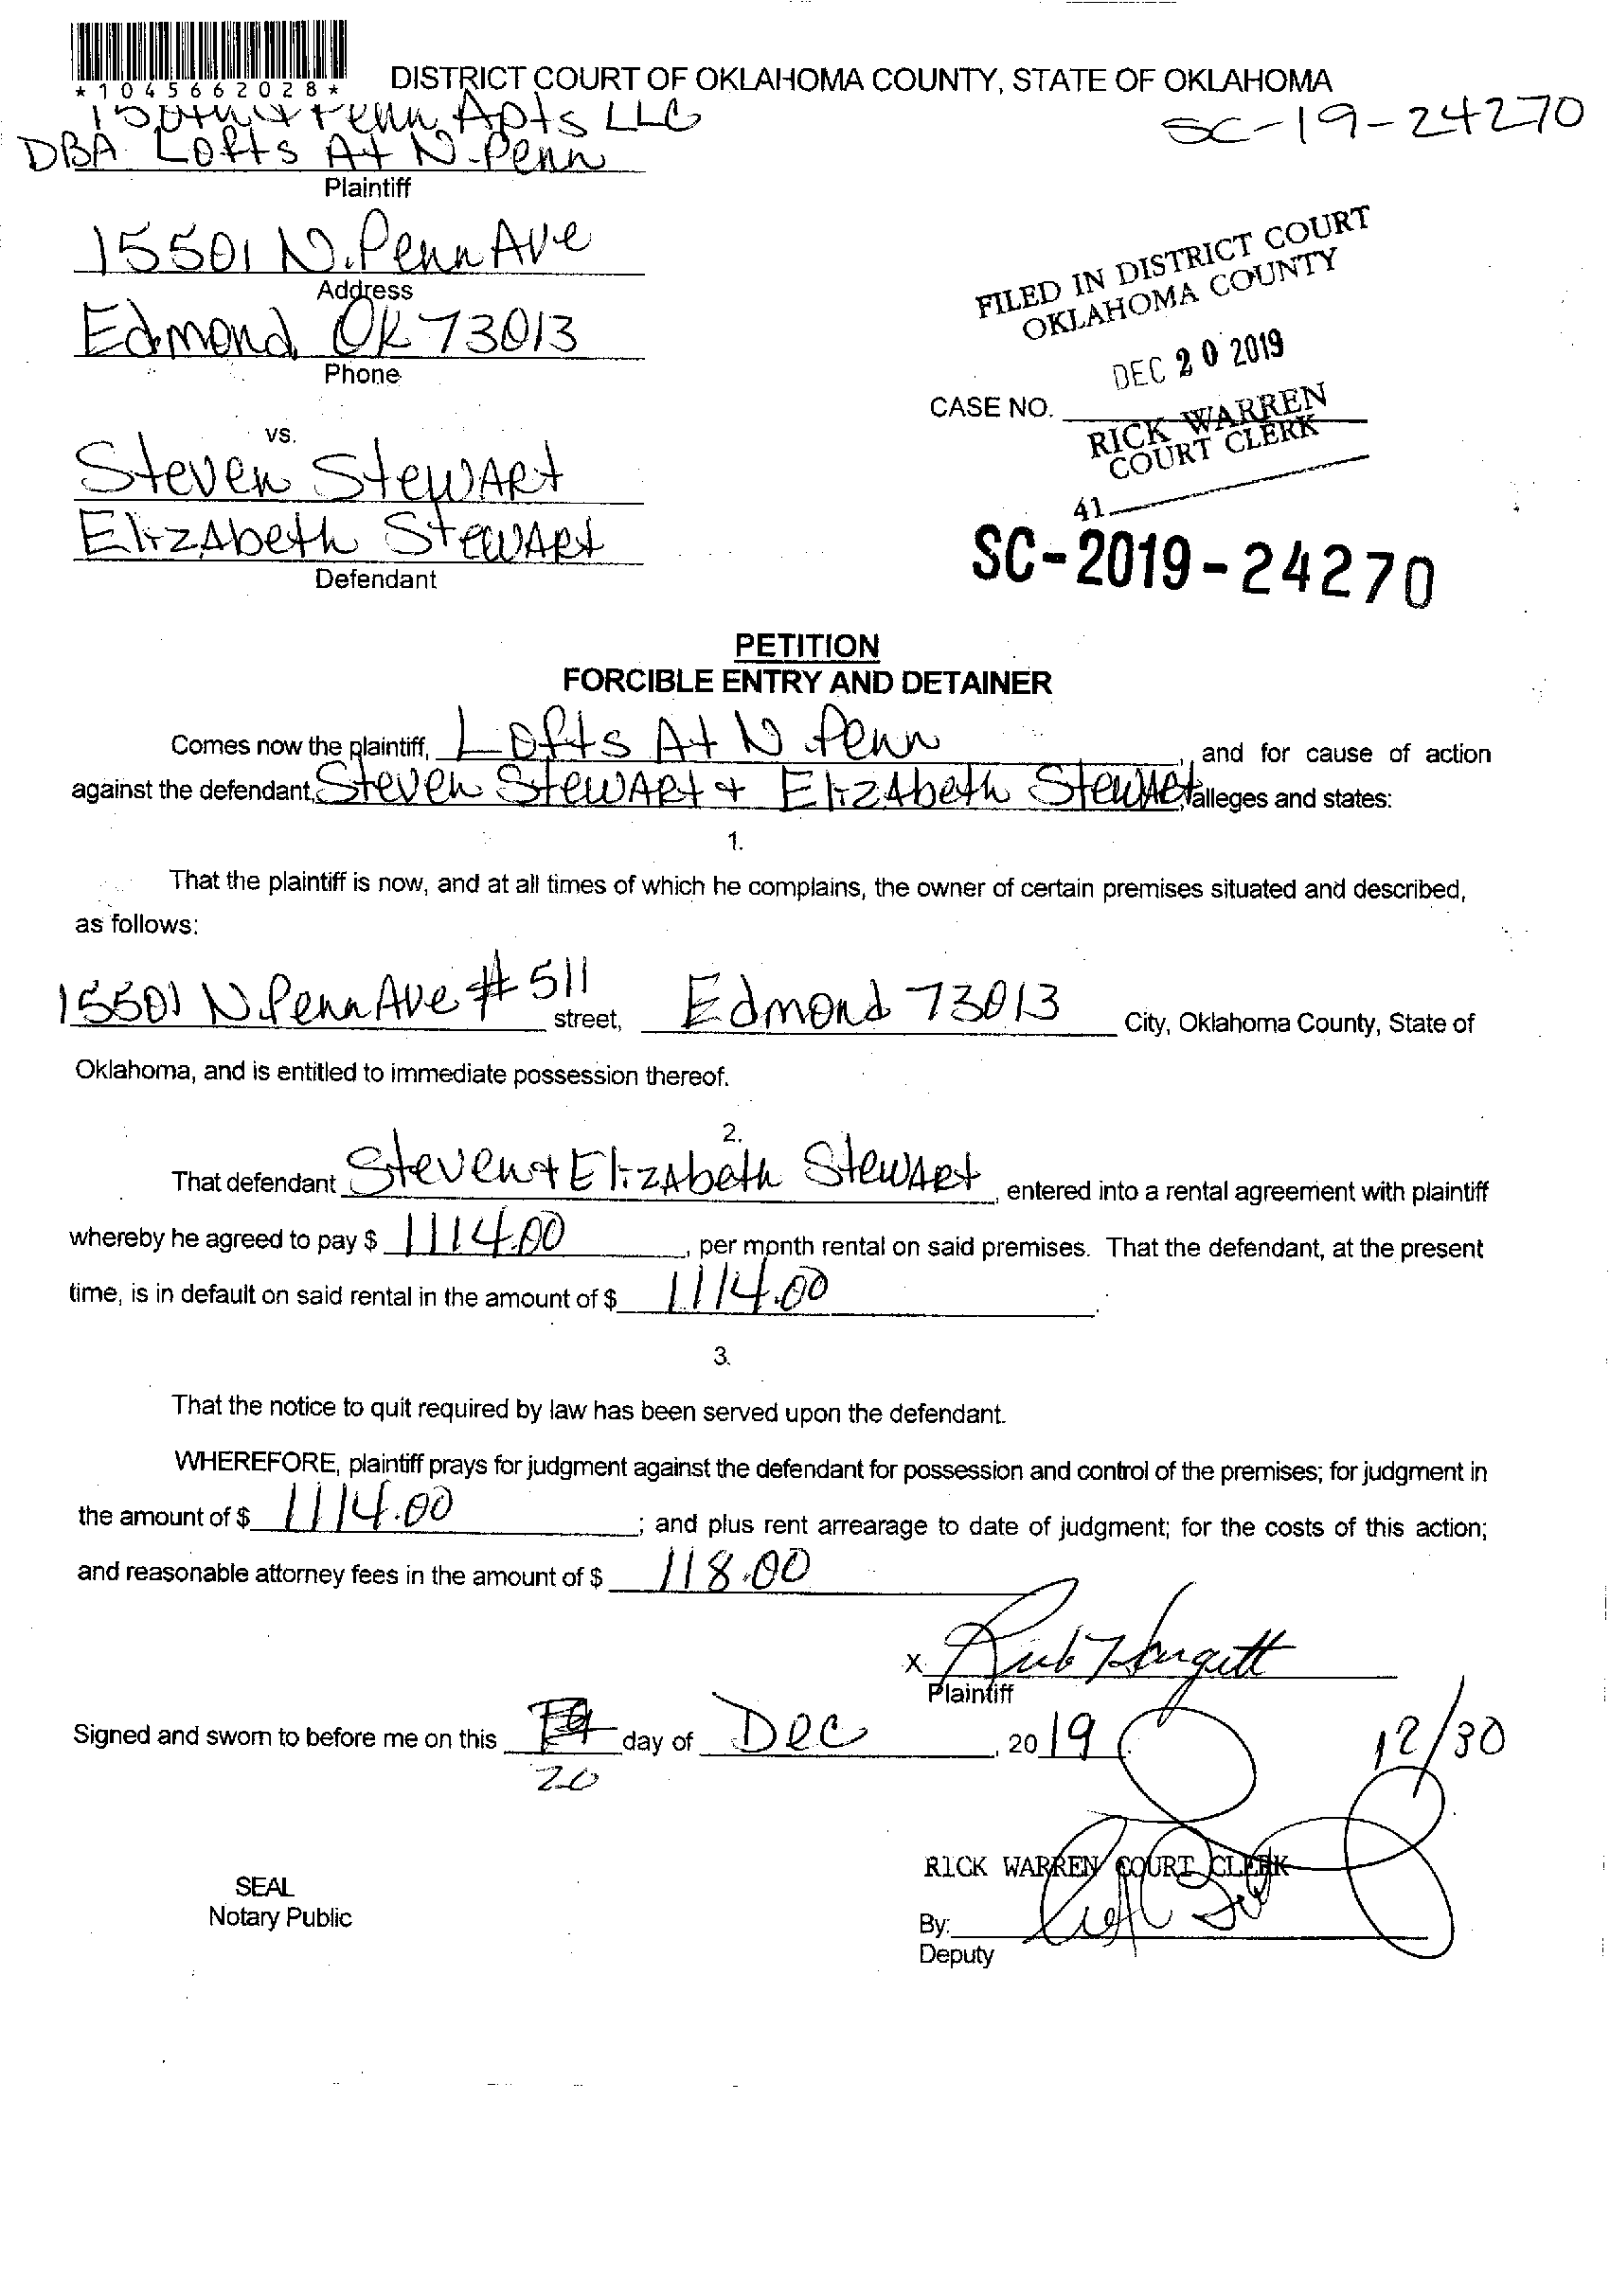 *1045662028*
DISTRICT COURT OF OKLAHOMA COUNTY, STATE OF OKLAHOMA
150th & Penn Apts LLC
SC-19-24270
DBA Lofts At N. Penn
Plaintiff
15501 N. Penn Ave
Address
Edmond, OK 73013
Phone
FILED IN DISTRICT COURT
OKLAHOMA COUNTY
DEC 20 2019
CASE NO.
RICK WARREN
COURT CLERK
41
vs.
Steven Stewart
Elizabeth Stewart
Defendant
SC-2019-24270
PETITION
FORCIBLE ENTRY AND DETAINER
Comes now the plaintiff, Lofts At N Penn, and for cause of action
against the defendant, Steven Stewart + Elizabeth Stewart, alleges and states:
1.
That the plaintiff is now, and at all times of which he complains, the owner of certain premises situated and described,
as follows:
15501 N. Penn Ave # 511 street, Edmond 73013 City, Oklahoma County, State of
Oklahoma, and is entitled to immediate possession thereof.
2.
That defendant Steven + Elizabeth Stewart, entered into a rental agreement with plaintiff
whereby he agreed to pay $ 1114.00, per month rental on said premises. That the defendant, at the present
time, is in default on said rental in the amount of $ 1114.00.
3.
That the notice to quit required by law has been served upon the defendant.
WHEREFORE, plaintiff prays for judgment against the defendant for possession and control of the premises; for judgment in
the amount of $ 1114.00; and plus rent arrearage to date of judgment; for the costs of this action;
and reasonable attorney fees in the amount of $ 118.00
X
Plaintiff
Signed and sworn to before me on this day of Dec, 2019
12/30
20
RICK WARREN COURT CLERK
SEAL
Notary Public
By:
Deputy